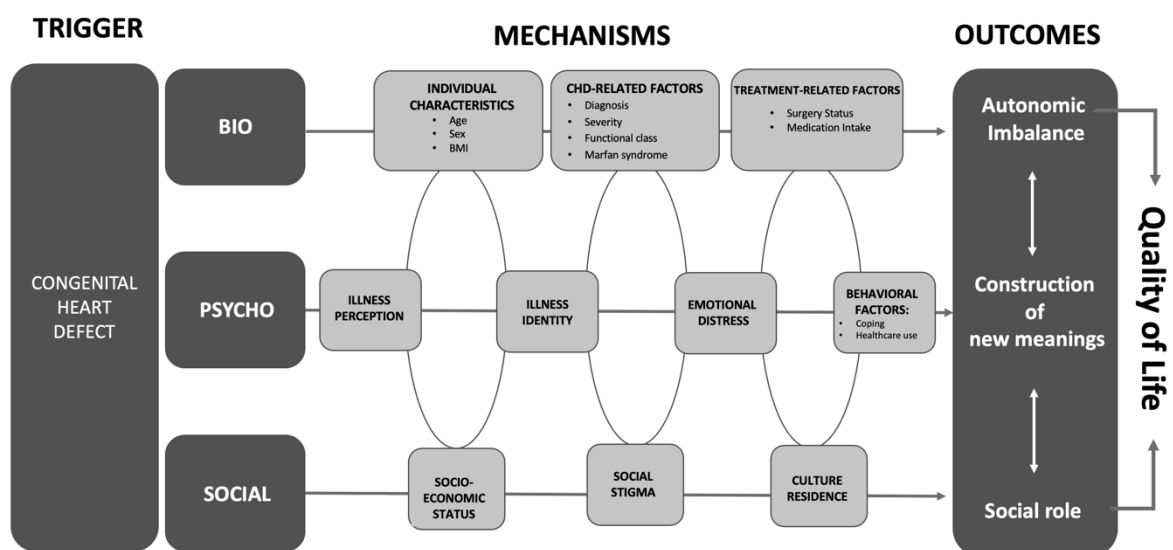 TRIGGER
MECHANISMS
OUTCOMES
CONGENITAL
HEART
DEFECT
BIO
INDIVIDUAL
CHARACTERISTICS
• Age
• Sex
• BMI
CHD-RELATED FACTORS
• Diagnosis
• Severity
• Functional class
• Marfan syndrome
TREATMENT-RELATED FACTORS
• Surgery Status
• Medication Intake
PSYCHO
ILLNESS
PERCEPTION
ILLNESS
IDENTITY
EMOTIONAL
DISTRESS
BEHAVIORAL
FACTORS:
• Coping
• Healthcare use
SOCIAL
SOCIO-
ECONOMIC
STATUS
SOCIAL
STIGMA
CULTURE
RESIDENCE
Autonomic
Imbalance
Construction
of
new meanings
Social role
Quality of Life